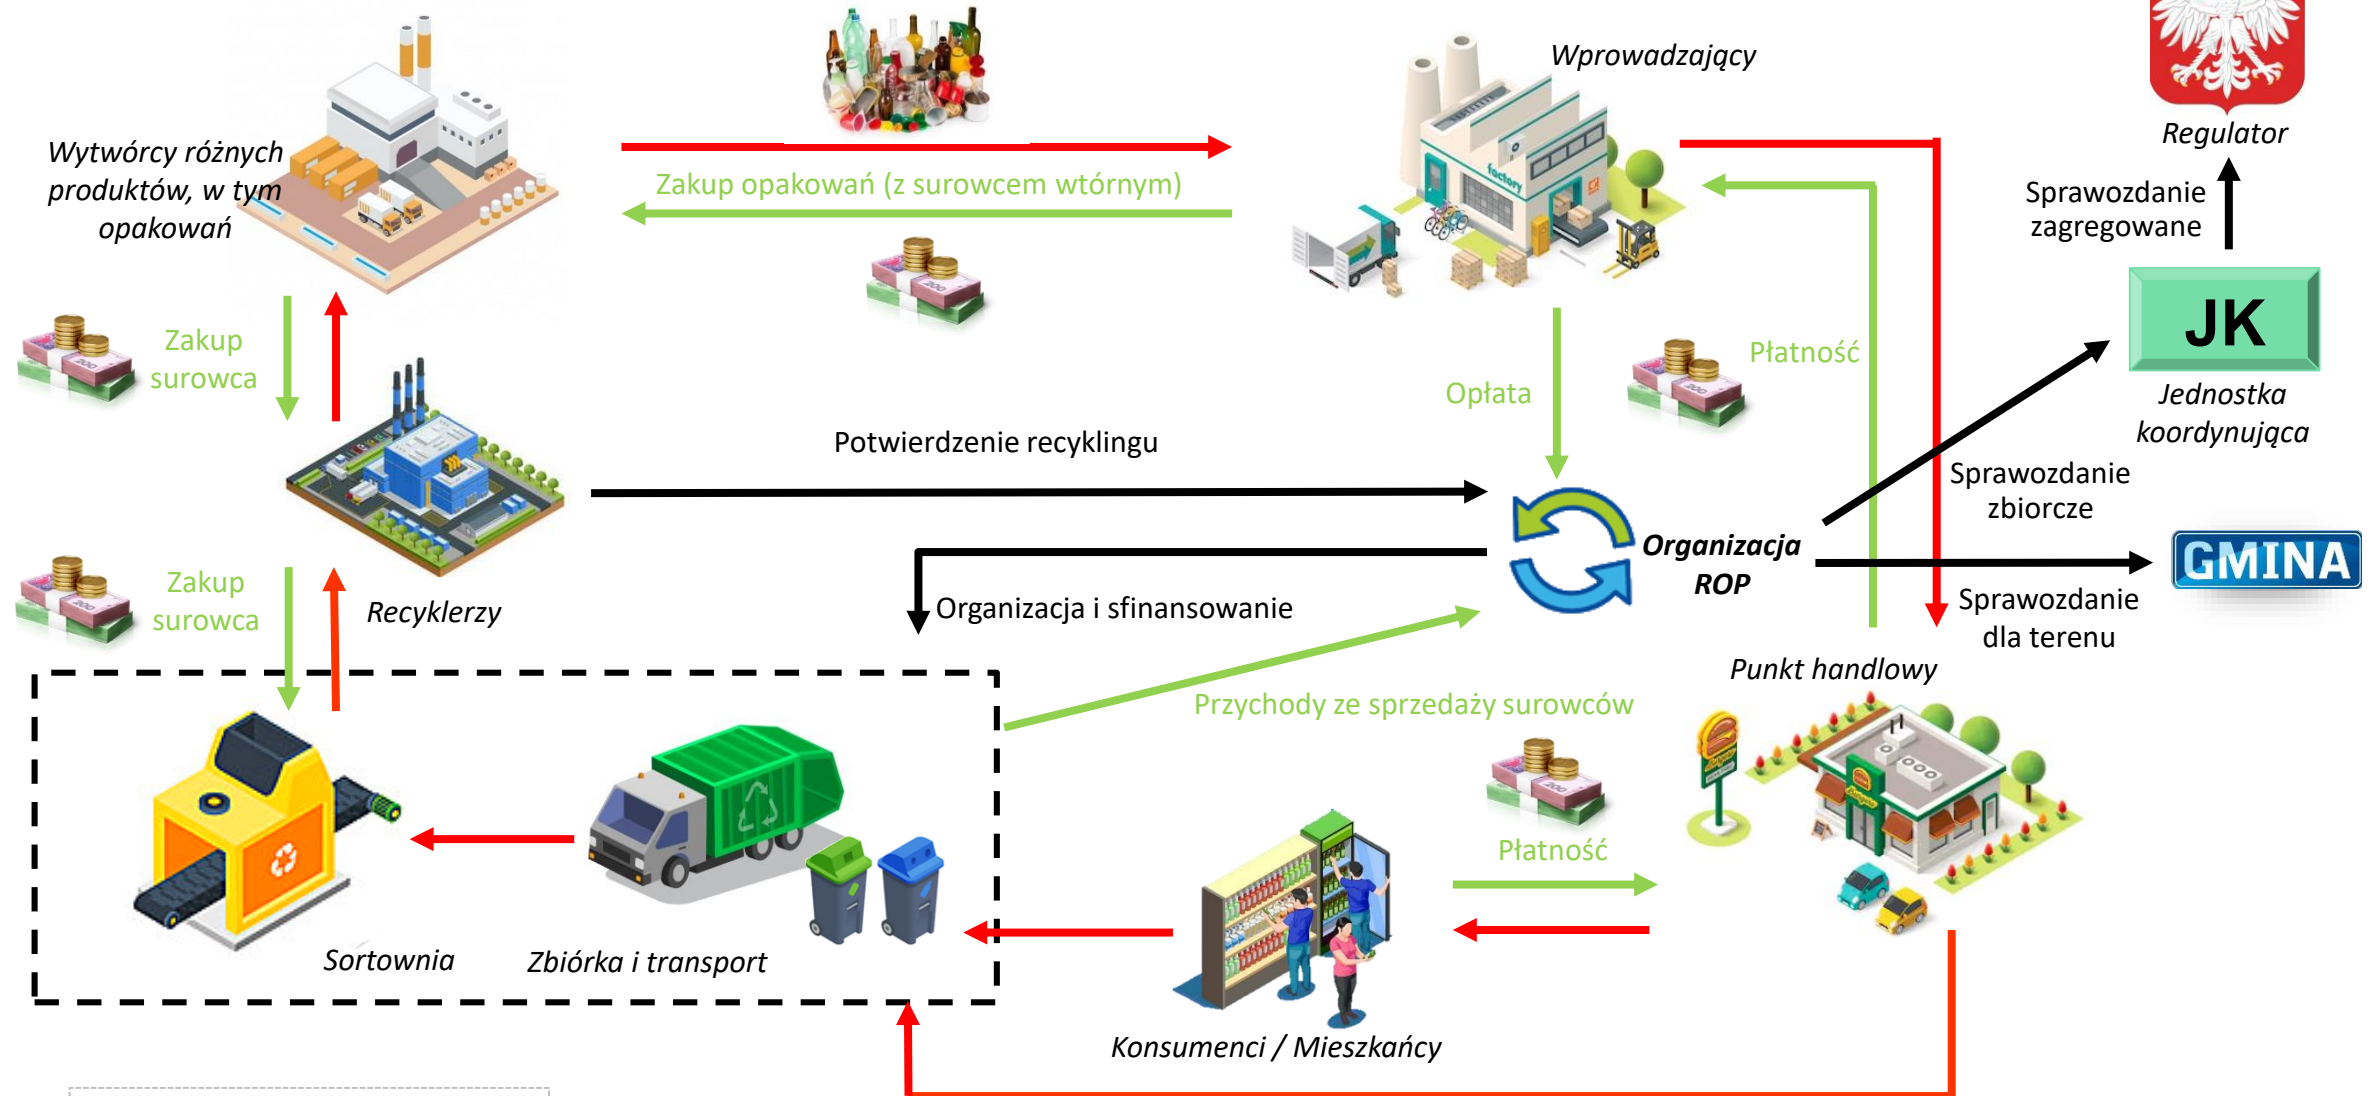 Wprowadzający
Regulator
Wytwórcy różnych
produktów, w tym
opakowań
factory
Zakup opakowań (z surowcem wtórnym)
Sprawozdanie
zagregowane
JK
Zakup
surowca
Płatność
Opłata
Jednostka
koordynująca
Potwierdzenie recyklingu
Sprawozdanie
zbiorcze
Organizacja
ROP
GMINA
Zakup
surowca
Recyklerzy
Organizacja i sfinansowanie
Sprawozdanie
dla terenu
Punkt handlowy
Przychody ze sprzedaży surowców
Płatność
Sortownia
Zbiórka i transport
Konsumenci / Mieszkańcy